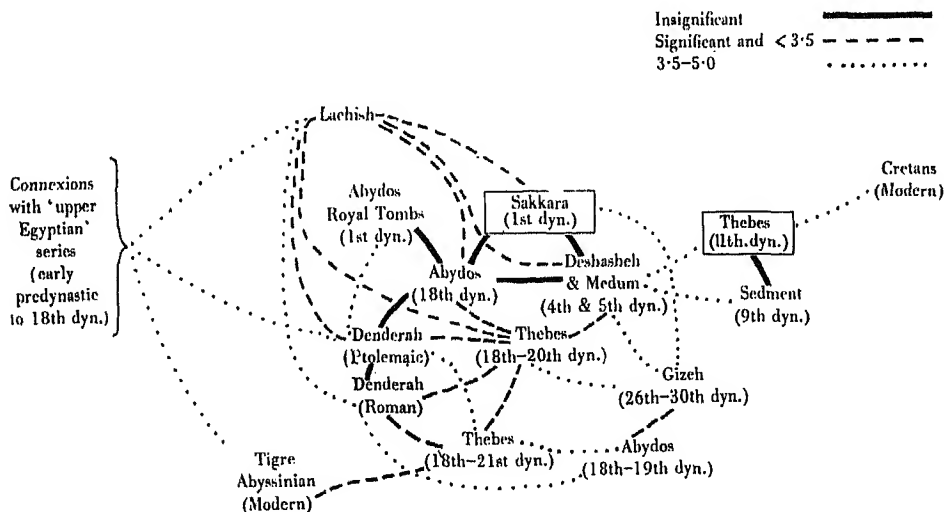 Insignificant
Significant and < 3·5
3·5–5·0
Lachish
Connexions
with ‘upper
Egyptian’
series
(early
predynastic
to 18th dyn.)
Abydos
Royal Tombs
(1st dyn.)
Sakkara
(1st dyn.)
Cretans
(Modern)
Thebes
(11th.dyn.)
Abydos
(18th dyn.)
Deshasheh
& Medum
(4th & 5th dyn.)
Sedment
(9th dyn.)
Denderah
(Ptolemaic)
Thebes
(18th–20th dyn.)
Gizeh
(26th–30th dyn.)
Denderah
(Roman)
Thebes
(18th–21st dyn.)
Abydos
(18th–19th dyn.)
Tigre
Abyssinian
(Modern)